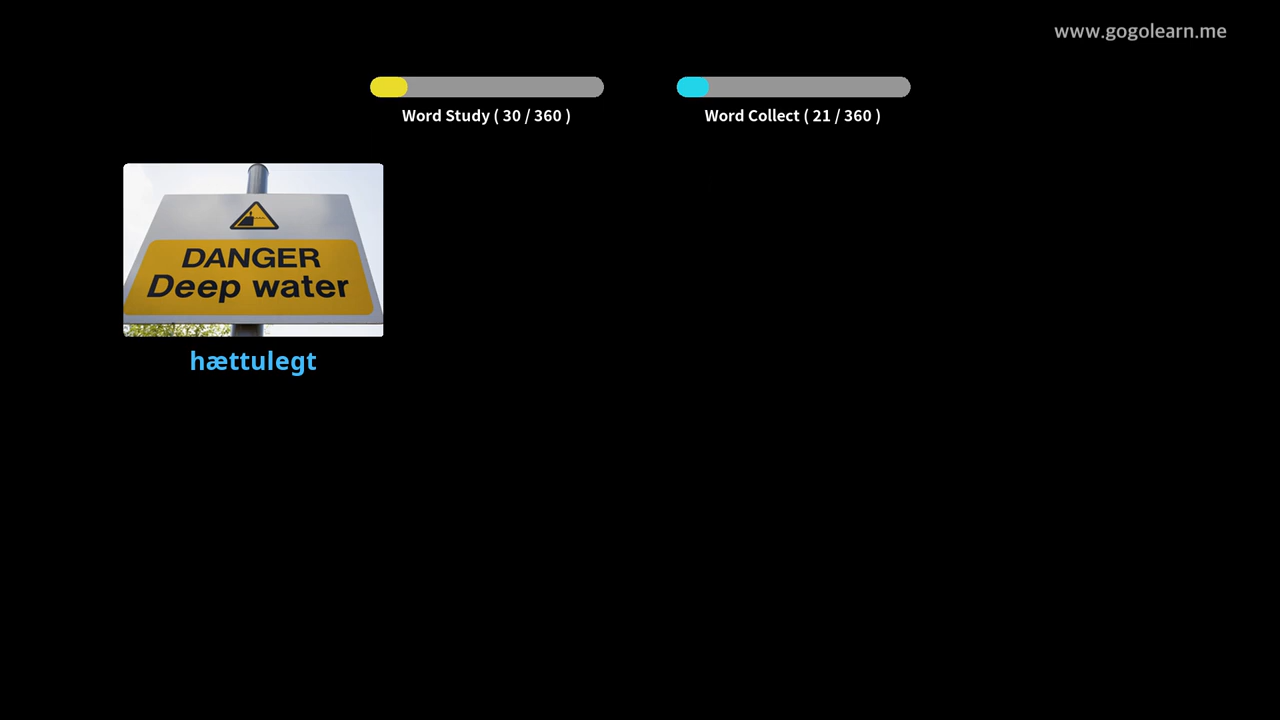 www.gogolearn.me
Word Study ( 30 / 360 )
Word Collect ( 21 / 360 )
DANGER
Deep water
hættulegt